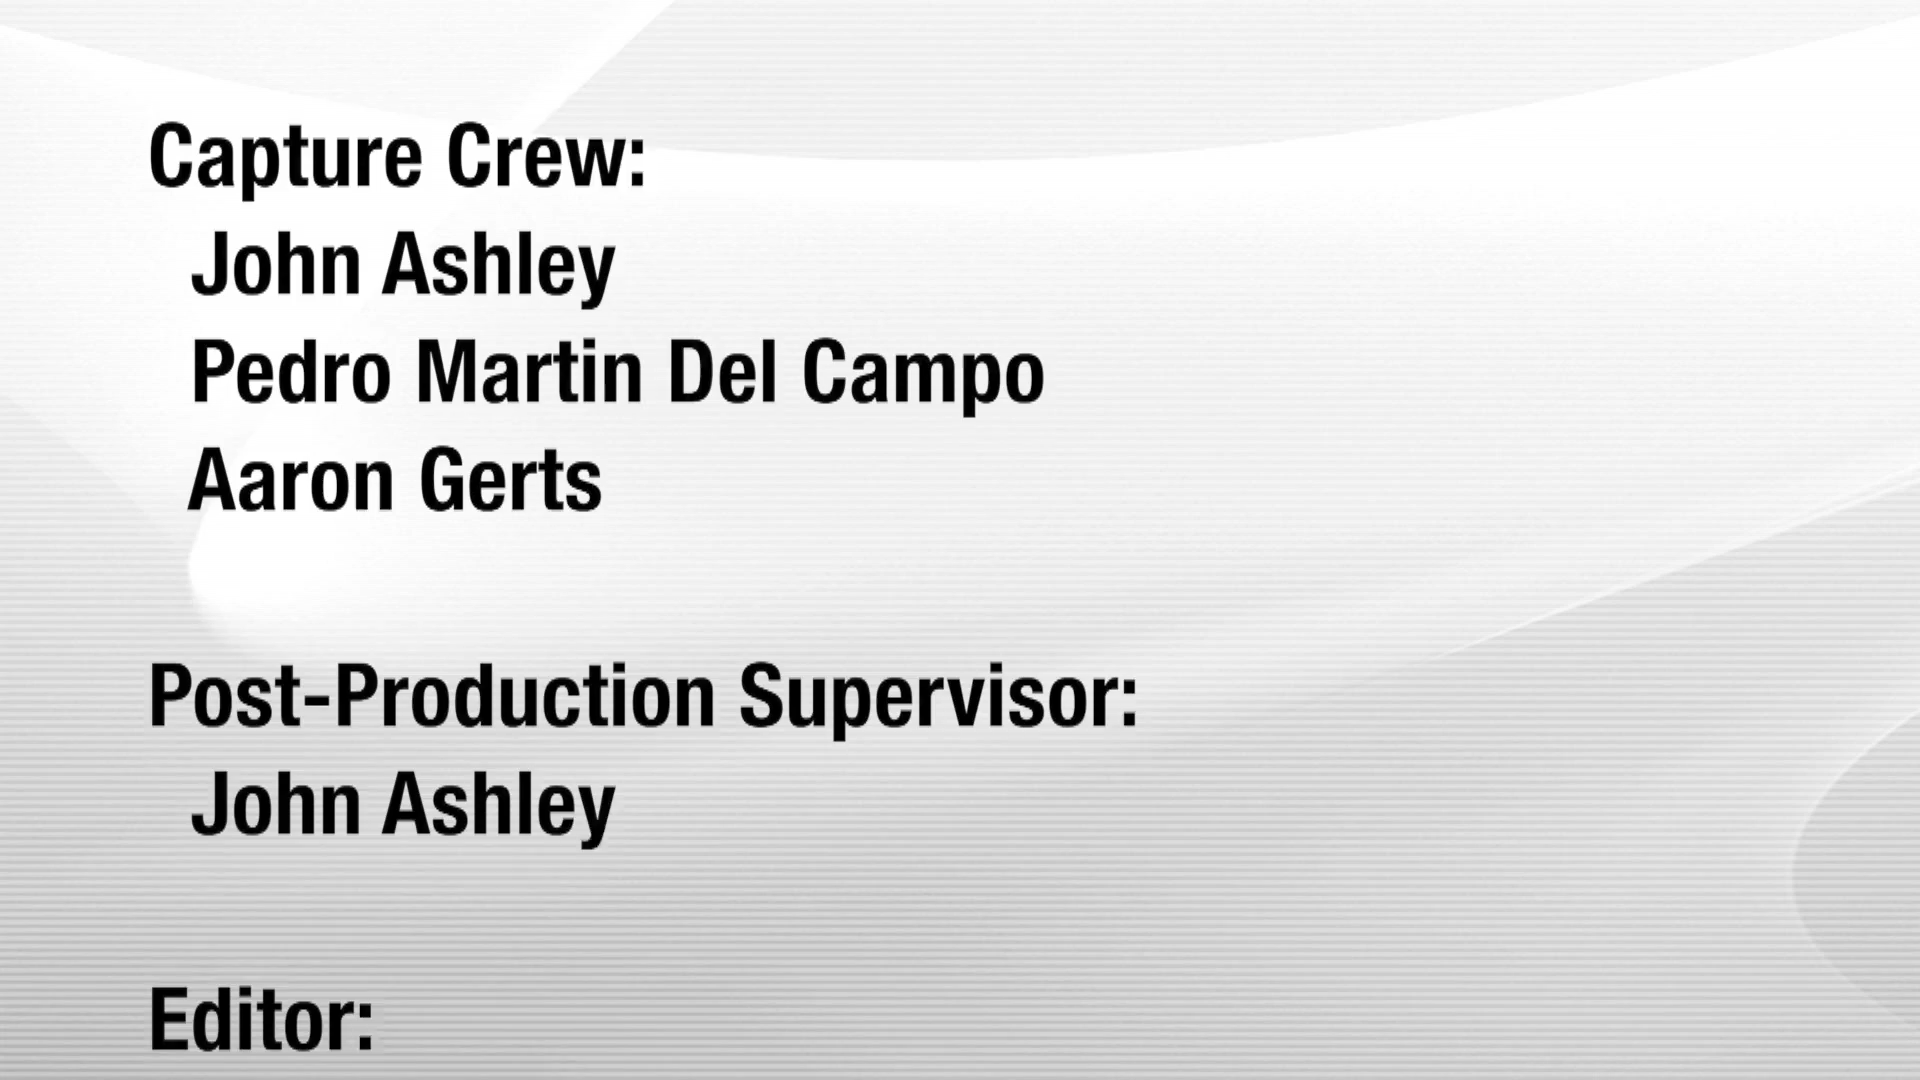 Capture Crew:
John Ashley
Pedro Martin Del Campo
Aaron Gerts
Post-Production Supervisor:
John Ashley
Editor: